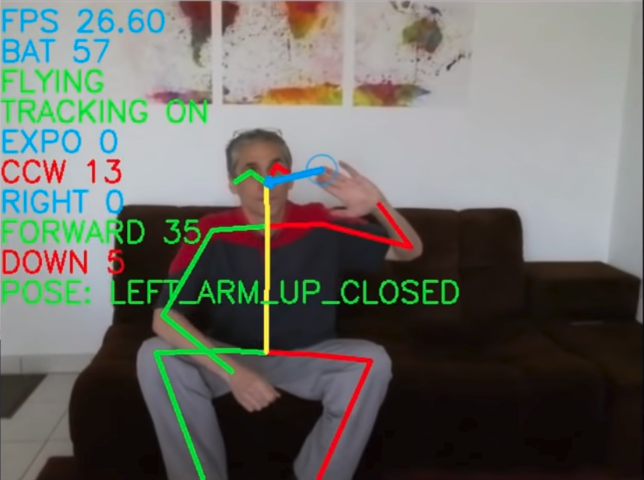 FPS 26.60
BAT 57
FLYING
TRACKING ON
EXPO 0
CCW 13
RIGHT 0
FORWARD 35
DOWN 5
POSE: LEFT_ARM_UP_CLOSED